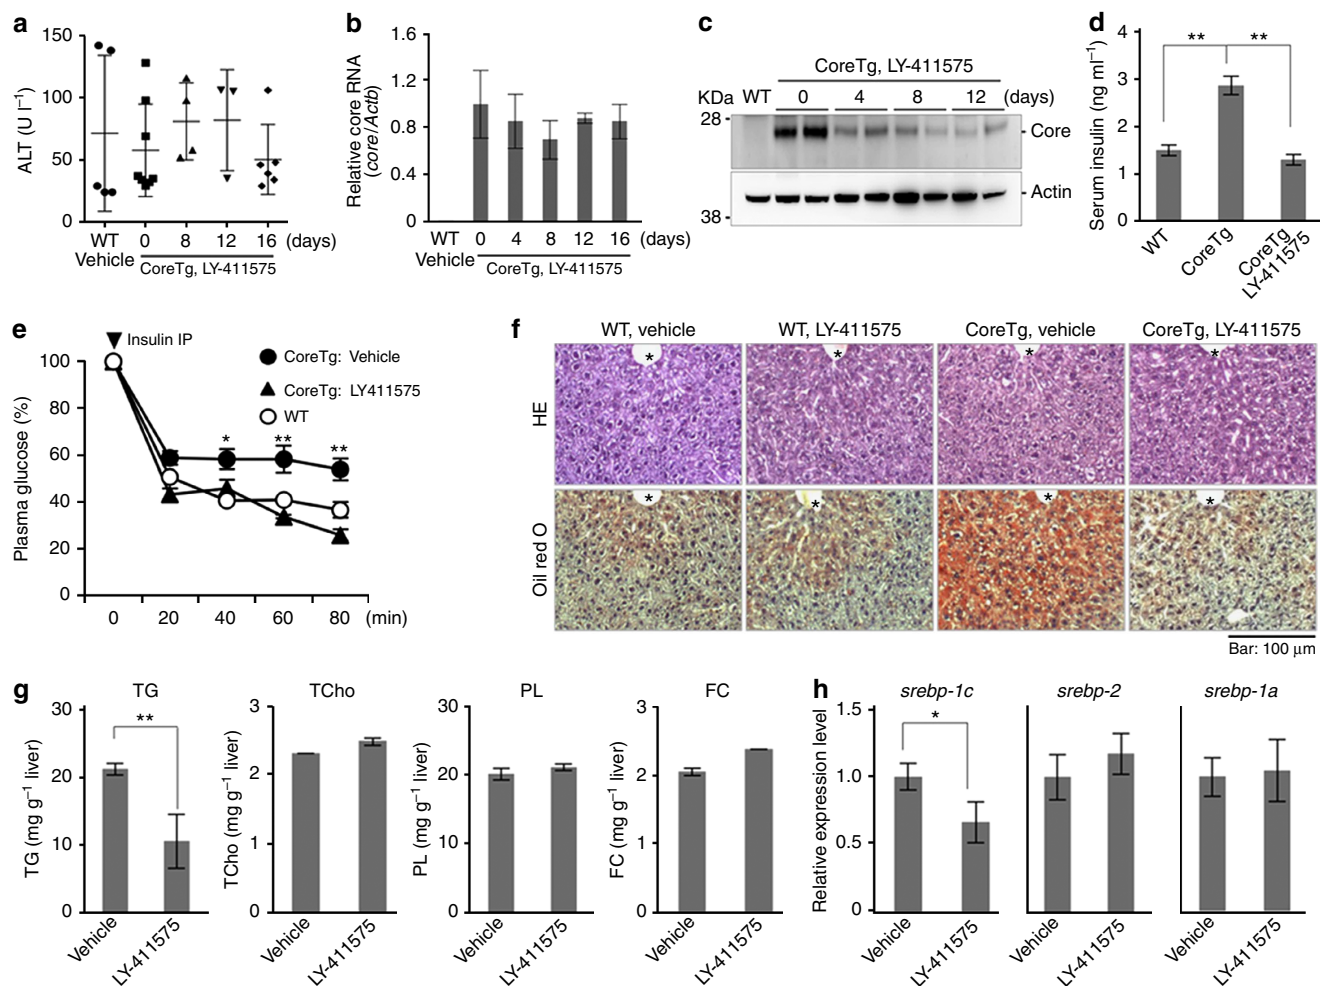 a
150
100
50
0
ALT (U l⁻¹)
WT 0 8 12 16 (days)
Vehicle
CoreTg, LY-411575
b
1.6
1.2
0.8
0.4
0
Relative core RNA
(core/Actb)
0 4 8 12 16 (days)
WT
Vehicle
CoreTg, LY-411575
c
CoreTg, LY-411575
KDa WT 0 4 8 12 (days)
28
Core
Actin
38
d
**
**
4
3
2
1
0
Serum insulin (ng ml⁻¹)
WT
CoreTg
CoreTg
LY-411575
e
Insulin IP
CoreTg: Vehicle
CoreTg: LY411575
WT
100
80
60
40
20
0
Plasma glucose (%)
* ** **
0 20 40 60 80 (min)
f
WT, vehicle WT, LY-411575 CoreTg, vehicle CoreTg, LY-411575
HE
* * * *
Oil red O
* * * *
Bar: 100 μm
g
TG
30
20
10
0
TG (mg g⁻¹ liver)
**
Vehicle
LY-411575
TCho
3
2
1
0
TCho (mg g⁻¹ liver)
Vehicle
LY-411575
PL
30
20
10
0
PL (mg g⁻¹ liver)
Vehicle
LY-411575
FC
3
2
1
0
FC (mg g⁻¹ liver)
Vehicle
LY-411575
h
srebp-1c
1.5
1.0
0.5
0
Relative expression level
*
Vehicle
LY-411575
srebp-2
Vehicle
LY-411575
srebp-1a
Vehicle
LY-411575